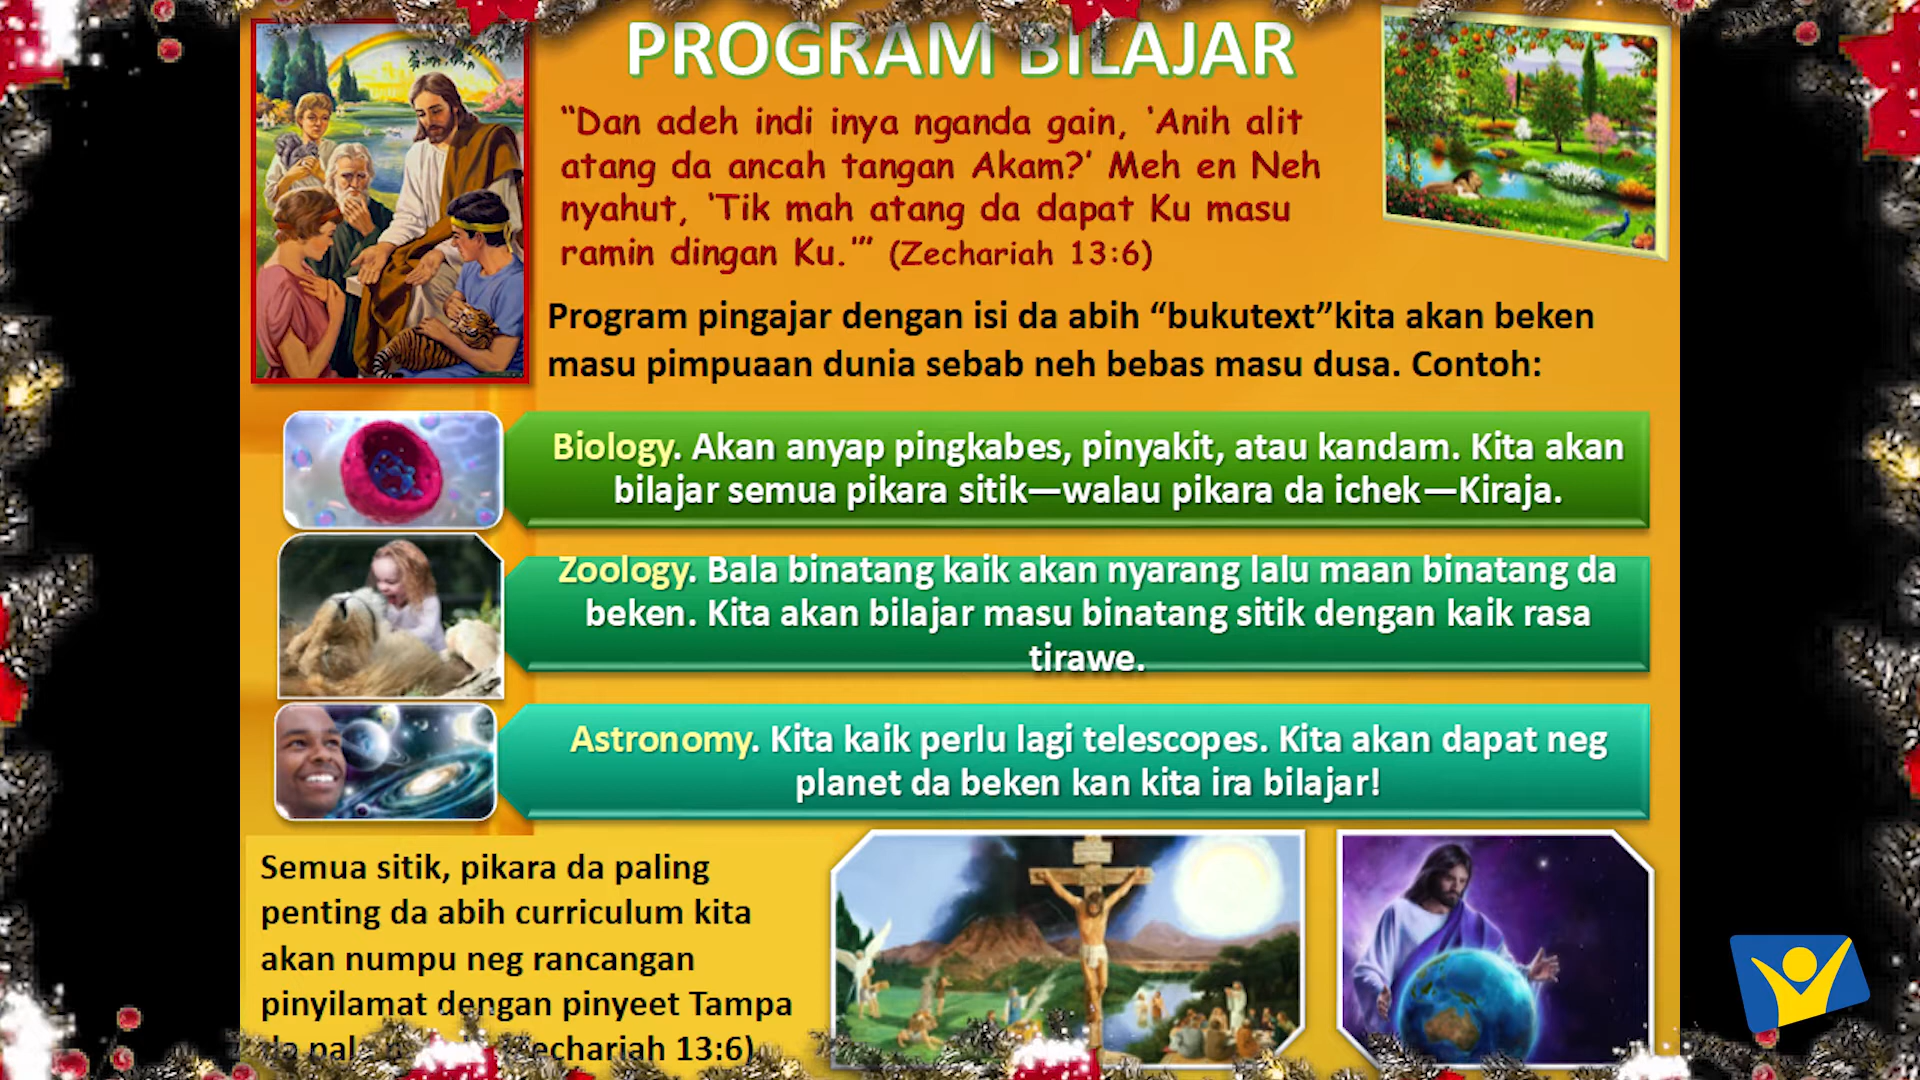 PROGRAM BILAJAR
“Dan adeh indi inya nganda gain, ‘Anih alit
atang da ancah tangan Akam?’ Meh en Neh
nyahut, ‘Tik mah atang da dapat Ku masu
ramin dingan Ku.’” (Zechariah 13:6)
Program pingajar dengan isi da abih “bukutext”kita akan beken
masu pimpuaan dunia sebab neh bebas masu dusa. Contoh:
Biology. Akan anyap pingkabes, pinyakit, atau kandam. Kita akan
bilajar semua pikara sitik—walau pikara da ichek—Kiraja.
Zoology. Bala binatang kaik akan nyarang lalu maan binatang da
beken. Kita akan bilajar masu binatang sitik dengan kaik rasa
tirawe.
Astronomy. Kita kaik perlu lagi telescopes. Kita akan dapat neg
planet da beken kan kita ira bilajar!
Semua sitik, pikara da paling
penting da abih curriculum kita
akan numpu neg rancangan
pinyilamat dengan pinyeet Tampa
13:6)